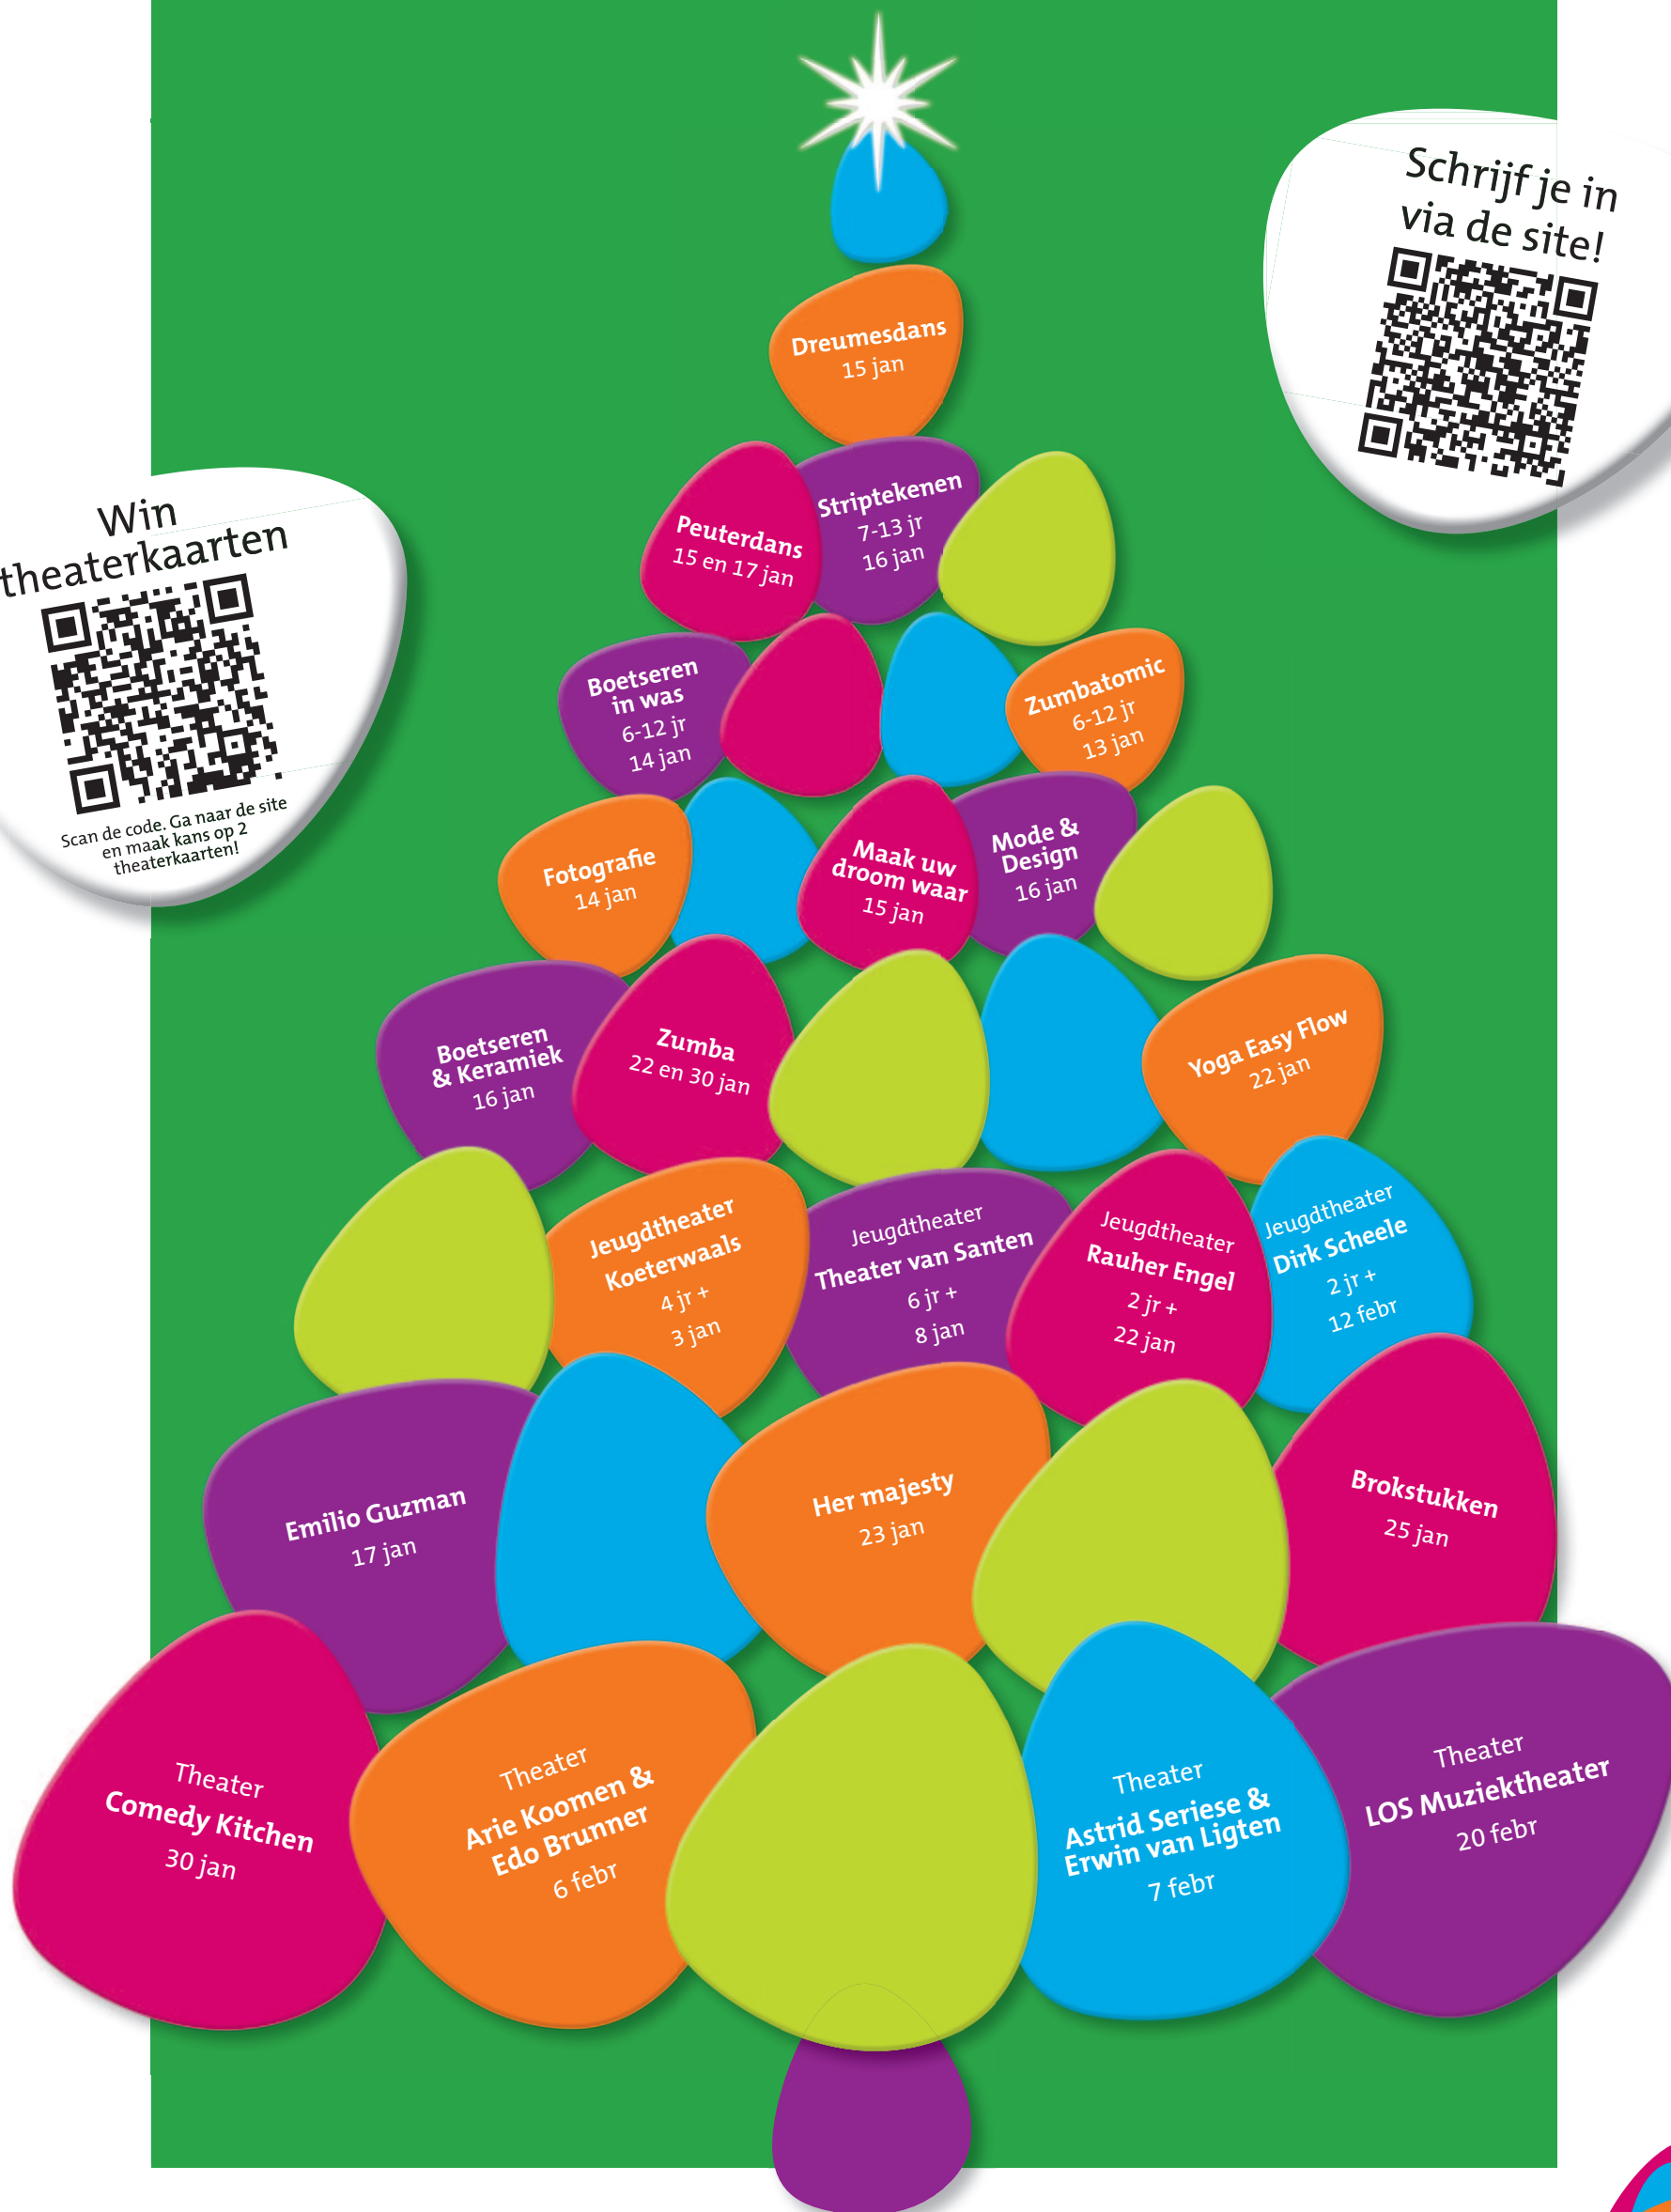 Schrijf je in
via de site!
Dreumesdans
15 jan
Win
theaterkaarten
Scan de code. Ga naar de site
en maak kans op 2
theaterkaarten!
Peuterdans
15 en 17 jan
Striptekenen
7-13 jr
16 jan
Boetseren
in was
6-12 jr
14 jan
Zumbatomic
6-12 jr
13 jan
Fotografie
14 jan
Maak uw
droom waar
15 jan
Mode &
Design
16 jan
Boetseren
& Keramiek
16 jan
Zumba
22 en 30 jan
Yoga Easy Flow
22 jan
Jeugdtheater
Koeterwaals
4 jr +
3 jan
Jeugdtheater
Theater van Santen
6 jr +
8 jan
Jeugdtheater
Rauher Engel
2 jr +
22 jan
Jeugdtheater
Dirk Scheele
2 jr +
12 febr
Emilio Guzman
17 jan
Her majesty
23 jan
Brokstukken
25 jan
Theater
Comedy Kitchen
30 jan
Theater
Arie Koomen &
Edo Brunner
6 febr
Theater
Astrid Seriese &
Erwin van Ligten
7 febr
Theater
LOS Muziektheater
20 febr